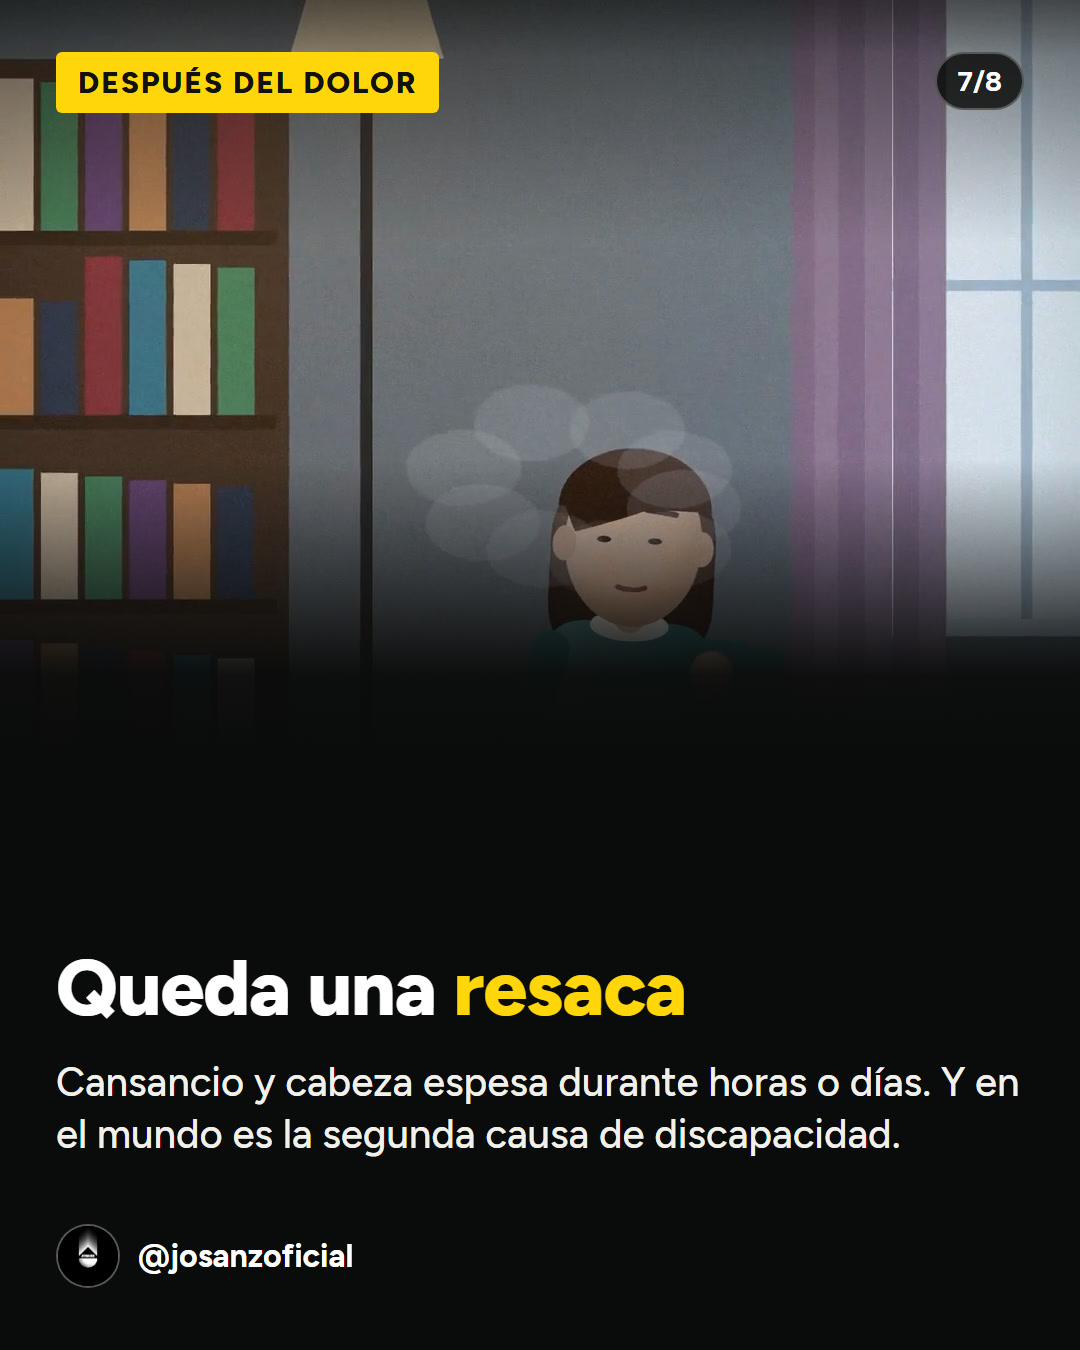 DESPUÉS DEL DOLOR
7/8
Queda una resaca
Cansancio y cabeza espesa durante horas o días. Y en
el mundo es la segunda causa de discapacidad.
@josanzoficial